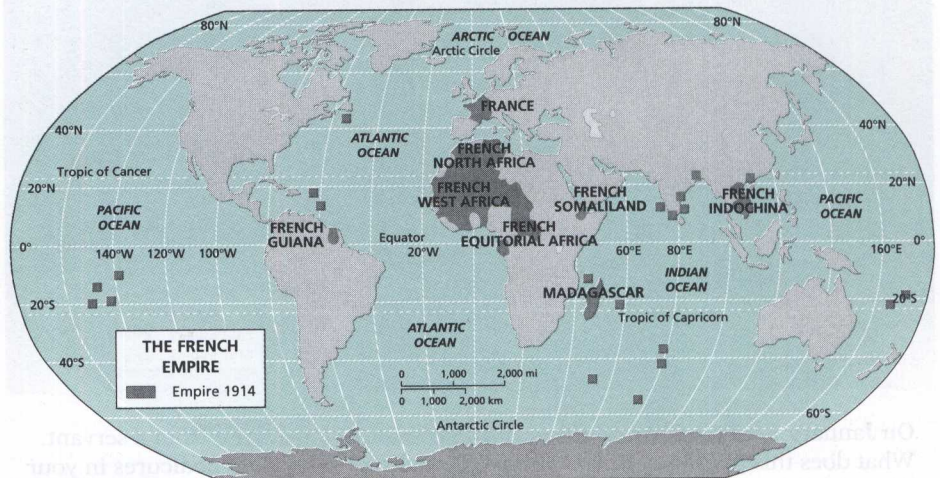 80°N
80°N
ARCTIC OCEAN
Arctic Circle
FRANCE
40°N
40°N
ATLANTIC
OCEAN
FRENCH
NORTH AFRICA
Tropic of Cancer
20°N
20°N
FRENCH
WEST AFRICA
FRENCH
SOMALILAND
FRENCH
INDOCHINA
PACIFIC
OCEAN
PACIFIC
OCEAN
FRENCH
GUIANA
FRENCH
EQUITORIAL AFRICA
Equator
0°
0°
140°W 120°W 100°W
20°W
60°E 80°E
160°E
INDIAN
OCEAN
MADAGASCAR
20°S
20°S
Tropic of Capricorn
ATLANTIC
OCEAN
THE FRENCH
EMPIRE
Empire 1914
40°S
0 1,000 2,000 mi
0 1,000 2,000 km
60°S
Antarctic Circle